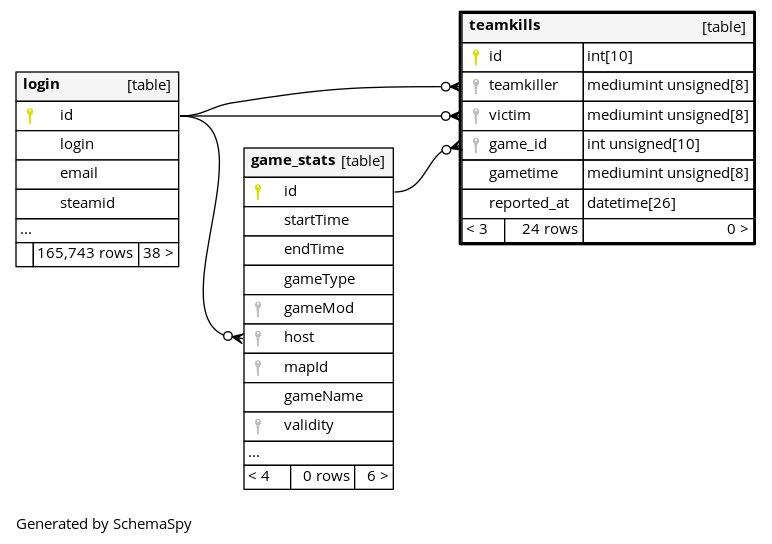 login [table]
id
login
email
steamid
...
165,743 rows 38 >
game_stats [table]
id
startTime
endTime
gameType
gameMod
host
mapId
gameName
validity
...
< 4 0 rows 6 >
teamkills [table]
id int[10]
teamkiller mediumint unsigned[8]
victim mediumint unsigned[8]
game_id int unsigned[10]
gametime mediumint unsigned[8]
reported_at datetime[26]
< 3 24 rows 0 >
Generated by SchemaSpy